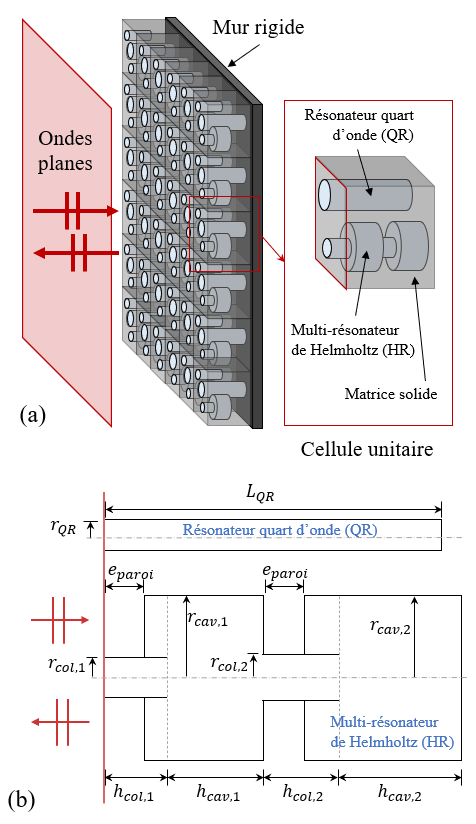 Mur rigide
Ondes
planes
Résonateur quart
d’onde (QR)
Multi-résonateur
de Helmholtz (HR)
Matrice solide
(a)
Cellule unitaire
L_QR
r_QR
Résonateur quart d’onde (QR)
e_paroi
e_paroi
r_cav,1
r_cav,2
r_col,1
r_col,2
Multi-résonateur
de Helmholtz (HR)
(b)
h_col,1
h_cav,1
h_col,2
h_cav,2